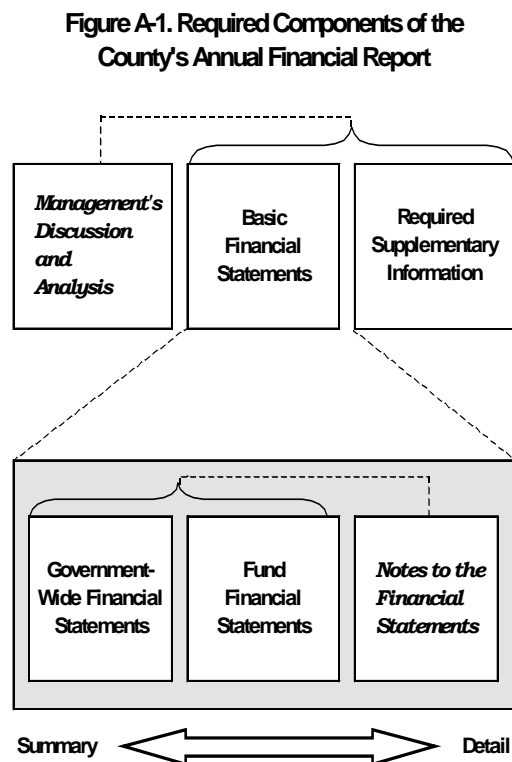 Figure A-1. Required Components of the
County's Annual Financial Report
Management's
Discussion
and
Analysis
Basic
Financial
Statements
Required
Supplementary
Information
Government-
Wide Financial
Statements
Fund
Financial
Statements
Notes to the
Financial
Statements
Summary
Detail